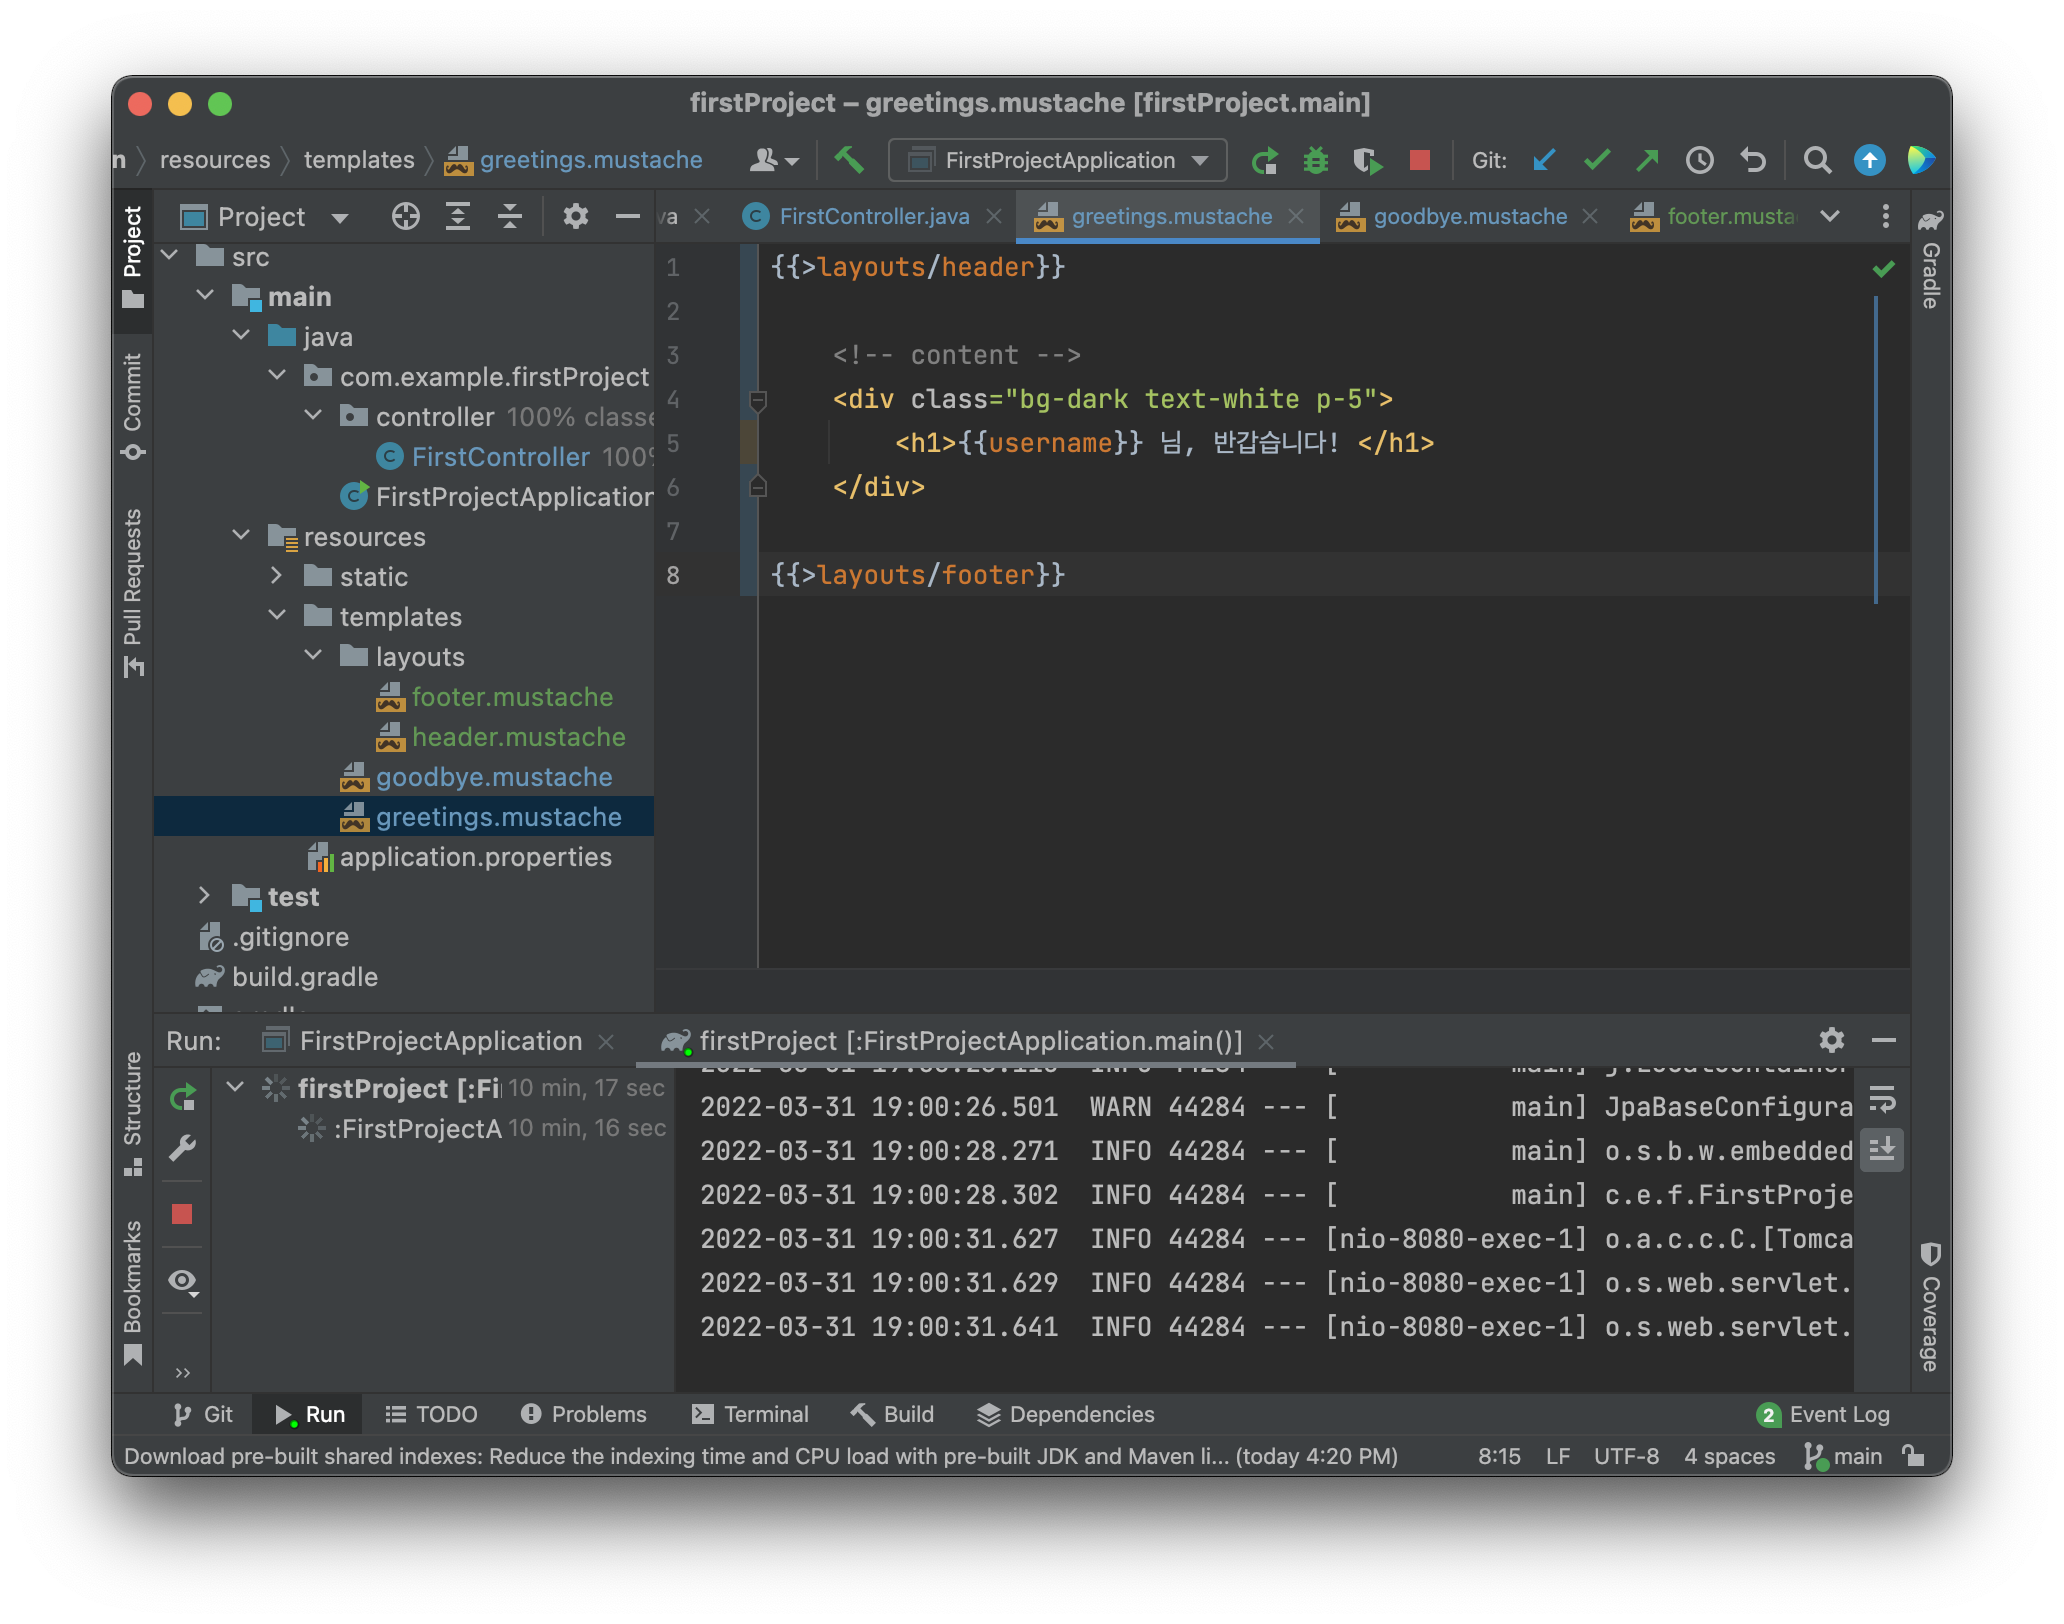 firstProject – greetings.mustache [firstProject.main]
n resources templates greetings.mustache FirstProjectApplication Git:
Project
va FirstController.java greetings.mustache goodbye.mustache footer.musta
Project
Commit
Pull Requests
Structure
Bookmarks
src
main
java
com.example.firstProject
controller 100% classe
FirstController 100%
FirstProjectApplication
resources
static
templates
layouts
footer.mustache
header.mustache
goodbye.mustache
greetings.mustache
application.properties
test
.gitignore
build.gradle
1 {{>layouts/header}}
2
3 <!-- content -->
4 <div class="bg-dark text-white p-5">
5 <h1>{{username}} 님, 반갑습니다! </h1>
6 </div>
7
8 {{>layouts/footer}}
Gradle
Coverage
Run: FirstProjectApplication firstProject [:FirstProjectApplication.main()]
firstProject [:Fi 10 min, 17 sec
:FirstProjectA 10 min, 16 sec
2022-03-31 19:00:26.501 WARN 44284 --- [ main] JpaBaseConfigura
2022-03-31 19:00:28.271 INFO 44284 --- [ main] o.s.b.w.embedded
2022-03-31 19:00:28.302 INFO 44284 --- [ main] c.e.f.FirstProje
2022-03-31 19:00:31.627 INFO 44284 --- [nio-8080-exec-1] o.a.c.c.C.[Tomca
2022-03-31 19:00:31.629 INFO 44284 --- [nio-8080-exec-1] o.s.web.servlet.
2022-03-31 19:00:31.641 INFO 44284 --- [nio-8080-exec-1] o.s.web.servlet.
Git Run TODO Problems Terminal Build Dependencies 2 Event Log
Download pre-built shared indexes: Reduce the indexing time and CPU load with pre-built JDK and Maven li... (today 4:20 PM) 8:15 LF UTF-8 4 spaces main